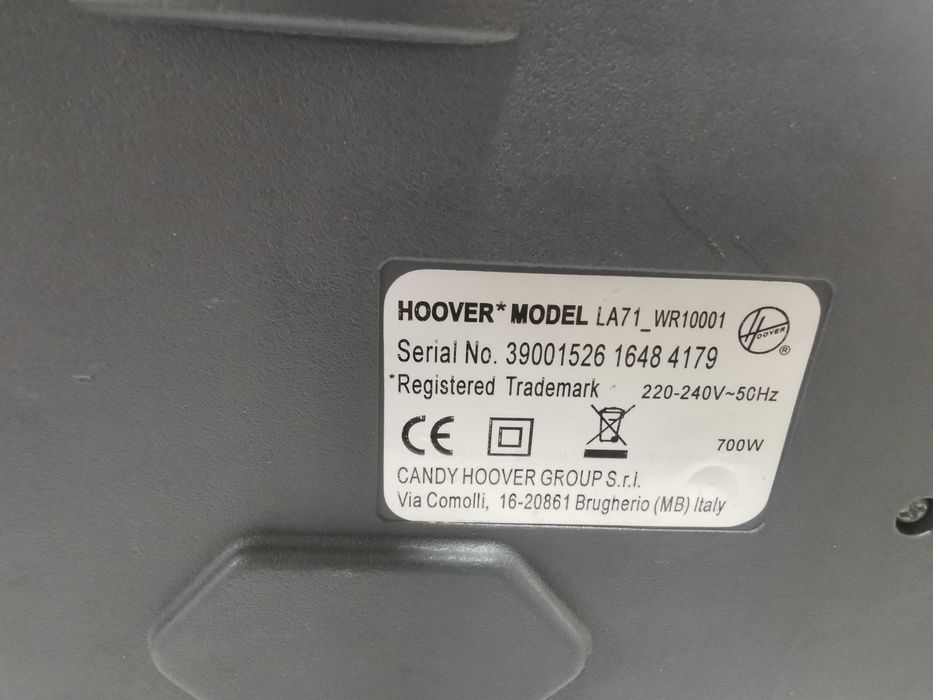 HOOVER* MODEL LA71_WR10001
HOOVER ®
Serial No. 39001526 1648 4179
*Registered Trademark 220-240V~50Hz
CE
700W
CANDY HOOVER GROUP S.r.l.
Via Comolli, 16-20861 Brugherio (MB) Italy